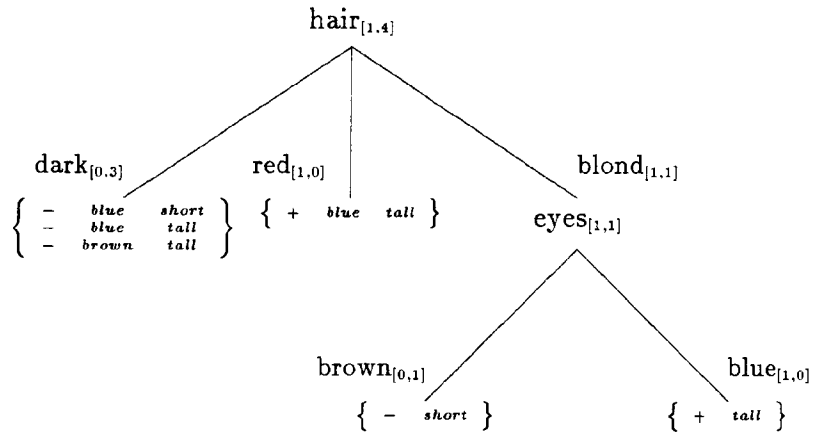 hair[1,4]
dark[0,3] red[1,0] blond[1,1]
{ − blue short } { + blue tall }
− blue tall
− brown tall
eyes[1,1]
brown[0,1] blue[1,0]
{ − short } { + tall }